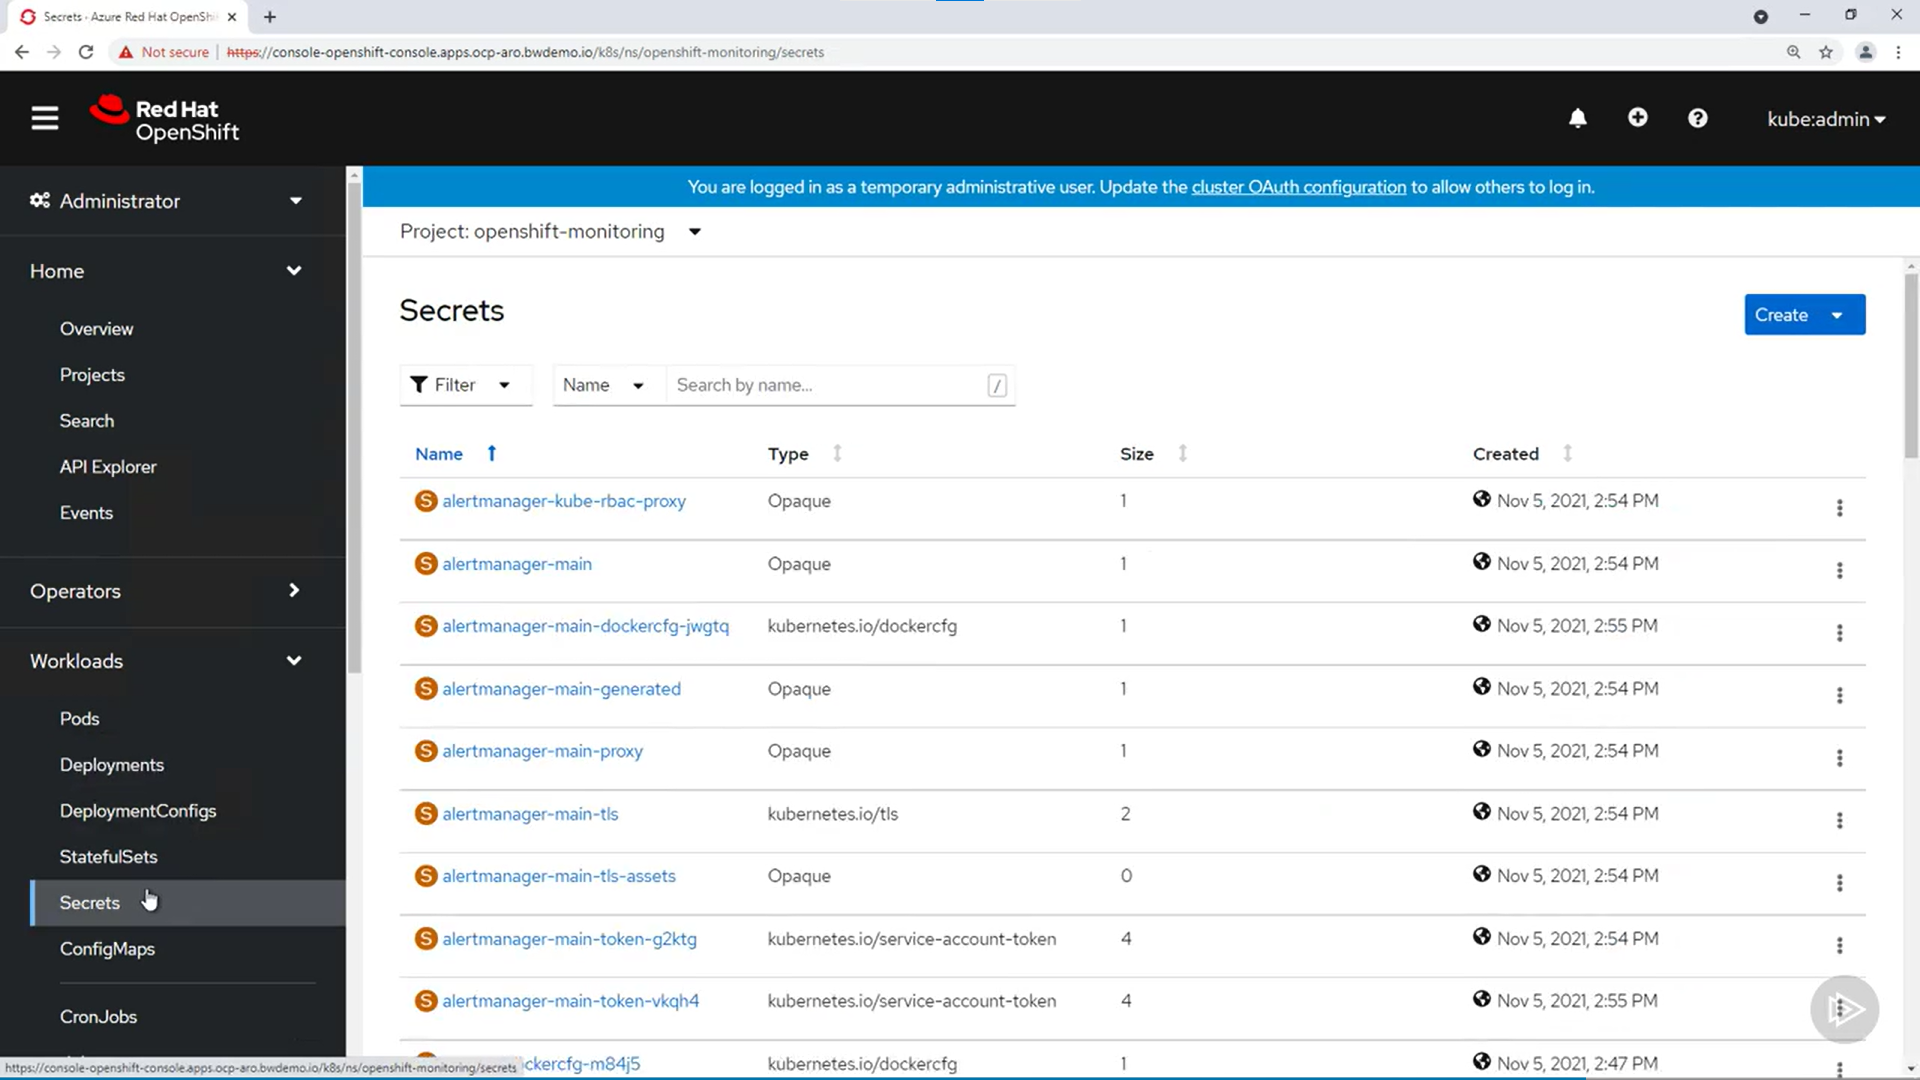 Secrets · Azure Red Hat OpenShi
Not secure | https://console-openshift-console.apps.ocp-aro.bwdemo.io/k8s/ns/openshift-monitoring/secrets
Red Hat
OpenShift
kube:admin
Administrator
You are logged in as a temporary administrative user. Update the cluster OAuth configuration to allow others to log in.
Project: openshift-monitoring
Home
Overview
Projects
Search
API Explorer
Events
Operators
Workloads
Pods
Deployments
DeploymentConfigs
StatefulSets
Secrets
ConfigMaps
CronJobs
Secrets
Create
Filter
Name
Search by name...
/
Name Type Size Created
S alertmanager-kube-rbac-proxy Opaque 1 Nov 5, 2021, 2:54 PM
S alertmanager-main Opaque 1 Nov 5, 2021, 2:54 PM
S alertmanager-main-dockercfg-jwgtq kubernetes.io/dockercfg 1 Nov 5, 2021, 2:55 PM
S alertmanager-main-generated Opaque 1 Nov 5, 2021, 2:54 PM
S alertmanager-main-proxy Opaque 1 Nov 5, 2021, 2:54 PM
S alertmanager-main-tls kubernetes.io/tls 2 Nov 5, 2021, 2:54 PM
S alertmanager-main-tls-assets Opaque 0 Nov 5, 2021, 2:54 PM
S alertmanager-main-token-g2ktg kubernetes.io/service-account-token 4 Nov 5, 2021, 2:54 PM
S alertmanager-main-token-vkqh4 kubernetes.io/service-account-token 4 Nov 5, 2021, 2:55 PM
ckercfg-m84j5 kubernetes.io/dockercfg 1 Nov 5, 2021, 2:47 PM
https://console-openshift-console.apps.ocp-aro.bwdemo.io/k8s/ns/openshift-monitoring/secrets